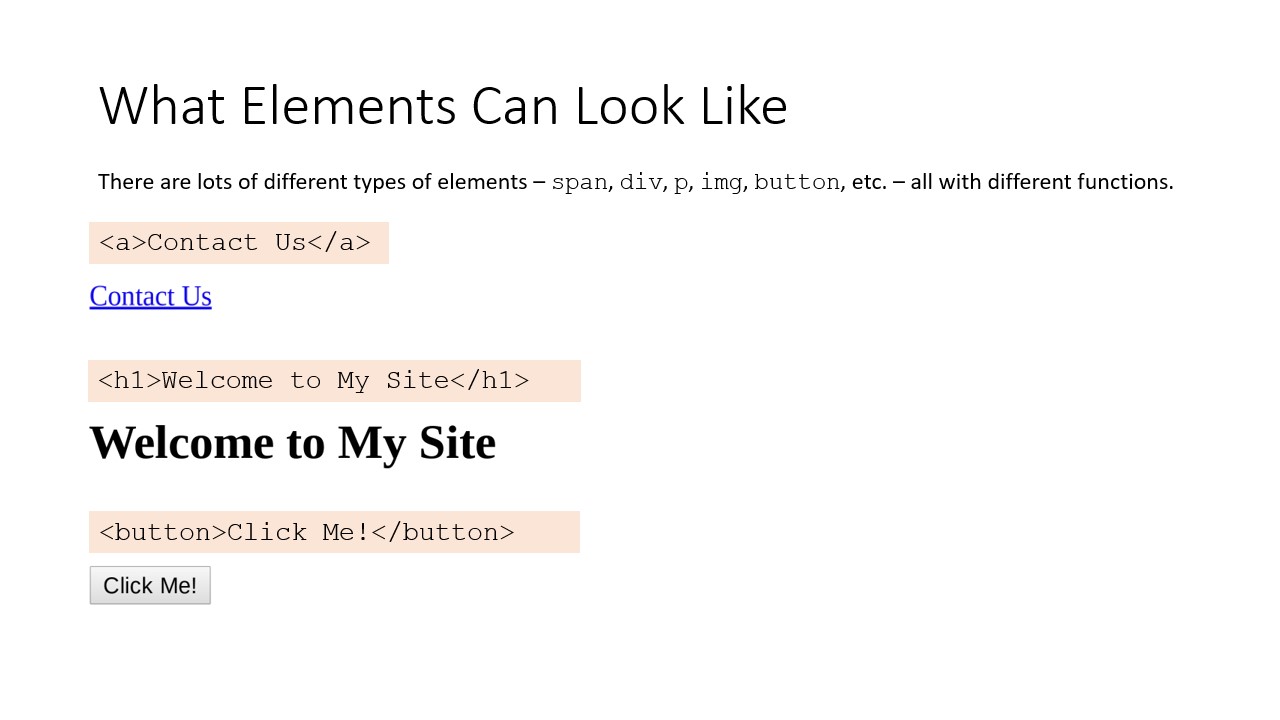 What Elements Can Look Like
There are lots of different types of elements – span, div, p, img, button, etc. – all with different functions.
<a>Contact Us</a>
Contact Us
<h1>Welcome to My Site</h1>
Welcome to My Site
<button>Click Me!</button>
Click Me!